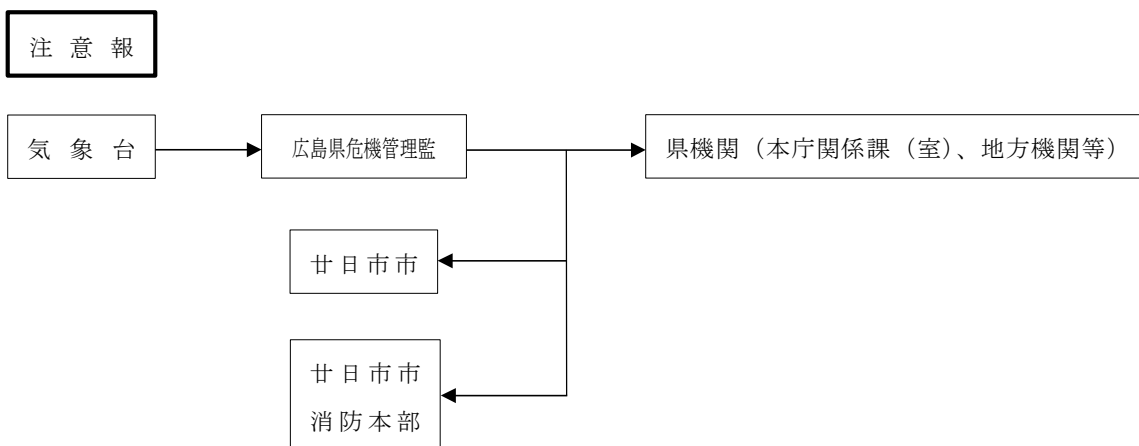 注意報
気象台
広島県危機管理監
県機関（本庁関係課（室）、地方機関等）
廿日市市
廿日市市
消防本部